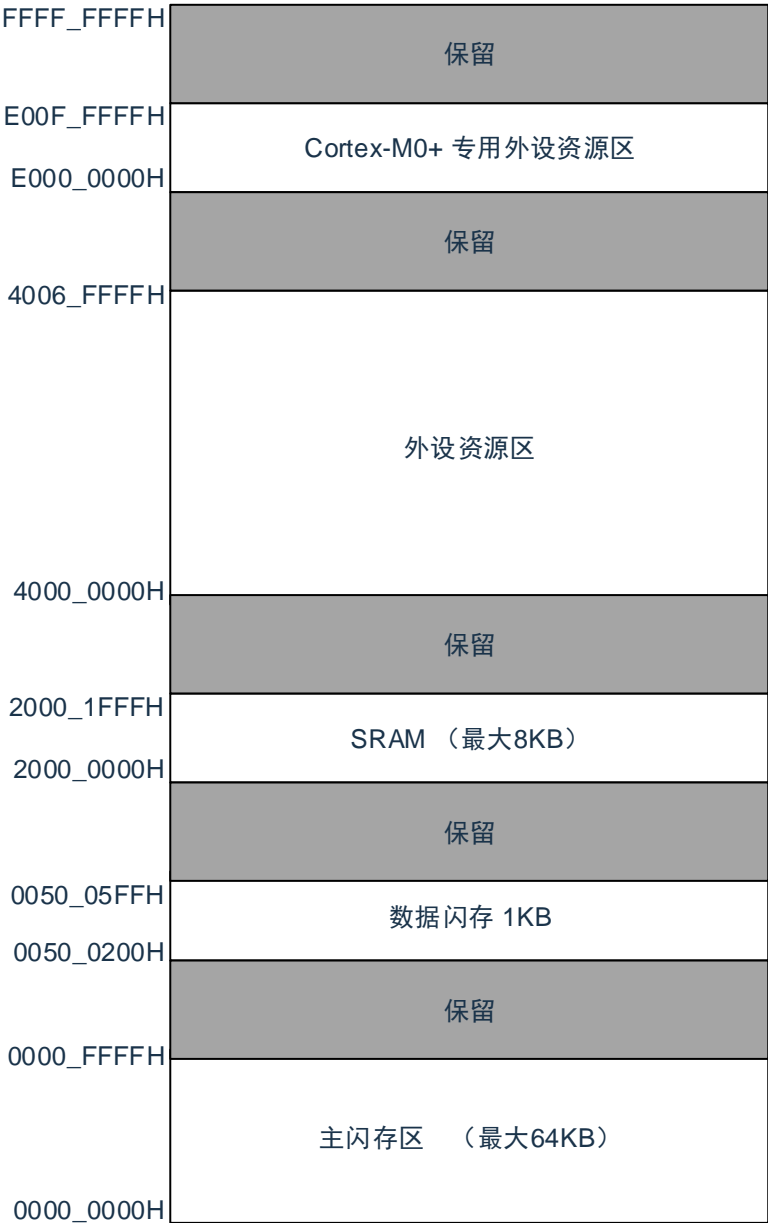 FFFF_FFFFH
保留
E00F_FFFFH
Cortex-M0+ 专用外设资源区
E000_0000H
保留
4006_FFFFH
外设资源区
4000_0000H
保留
2000_1FFFH
SRAM （最大8KB）
2000_0000H
保留
0050_05FFH
数据闪存 1KB
0050_0200H
保留
0000_FFFFH
主闪存区 （最大64KB）
0000_0000H